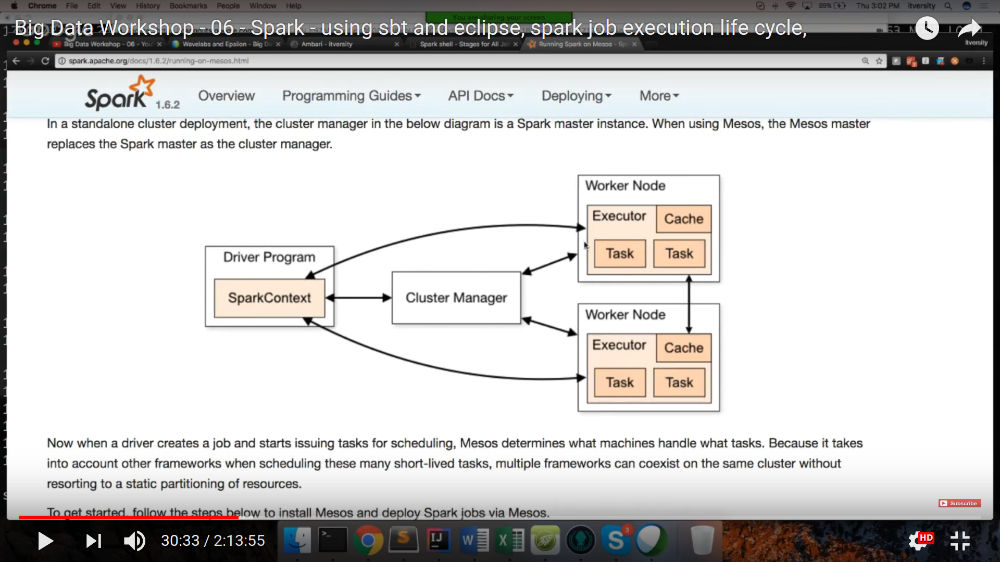 Chrome File Edit View History Bookmarks People Window Help
69% Thu 3:02 PM itversity
You are sharing your screen
Big Data Workshop - 06 - Spark - using sbt and eclipse, spark job execution life cycle,
Big Data Workshop - 06 - You
Wavelabs and Epsilon - Big Da
Ambari - itversity
Spark shell - Stages for All Jo
Running Spark on Mesos - Sp
Itversity
spark.apache.org/docs/1.6.2/running-on-mesos.html
Spark 1.6.2 Overview Programming Guides API Docs Deploying More
In a standalone cluster deployment, the cluster manager in the below diagram is a Spark master instance. When using Mesos, the Mesos master
replaces the Spark master as the cluster manager.
Worker Node
Executor Cache
Task Task
Driver Program
SparkContext
Cluster Manager
Worker Node
Executor Cache
Task Task
Now when a driver creates a job and starts issuing tasks for scheduling, Mesos determines what machines handle what tasks. Because it takes
into account other frameworks when scheduling these many short-lived tasks, multiple frameworks can coexist on the same cluster without
resorting to a static partitioning of resources.
Subscribe
To get started, follow the steps below to install Mesos and deploy Spark jobs via Mesos.
30:33 / 2:13:55
S
IJ
W
X
S 3
HD